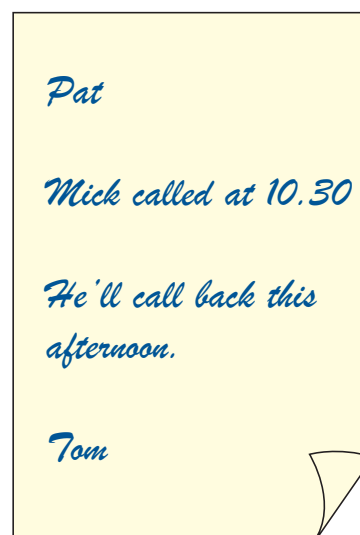 Pat
Mick called at 10.30
He'll call back this
afternoon.
Tom